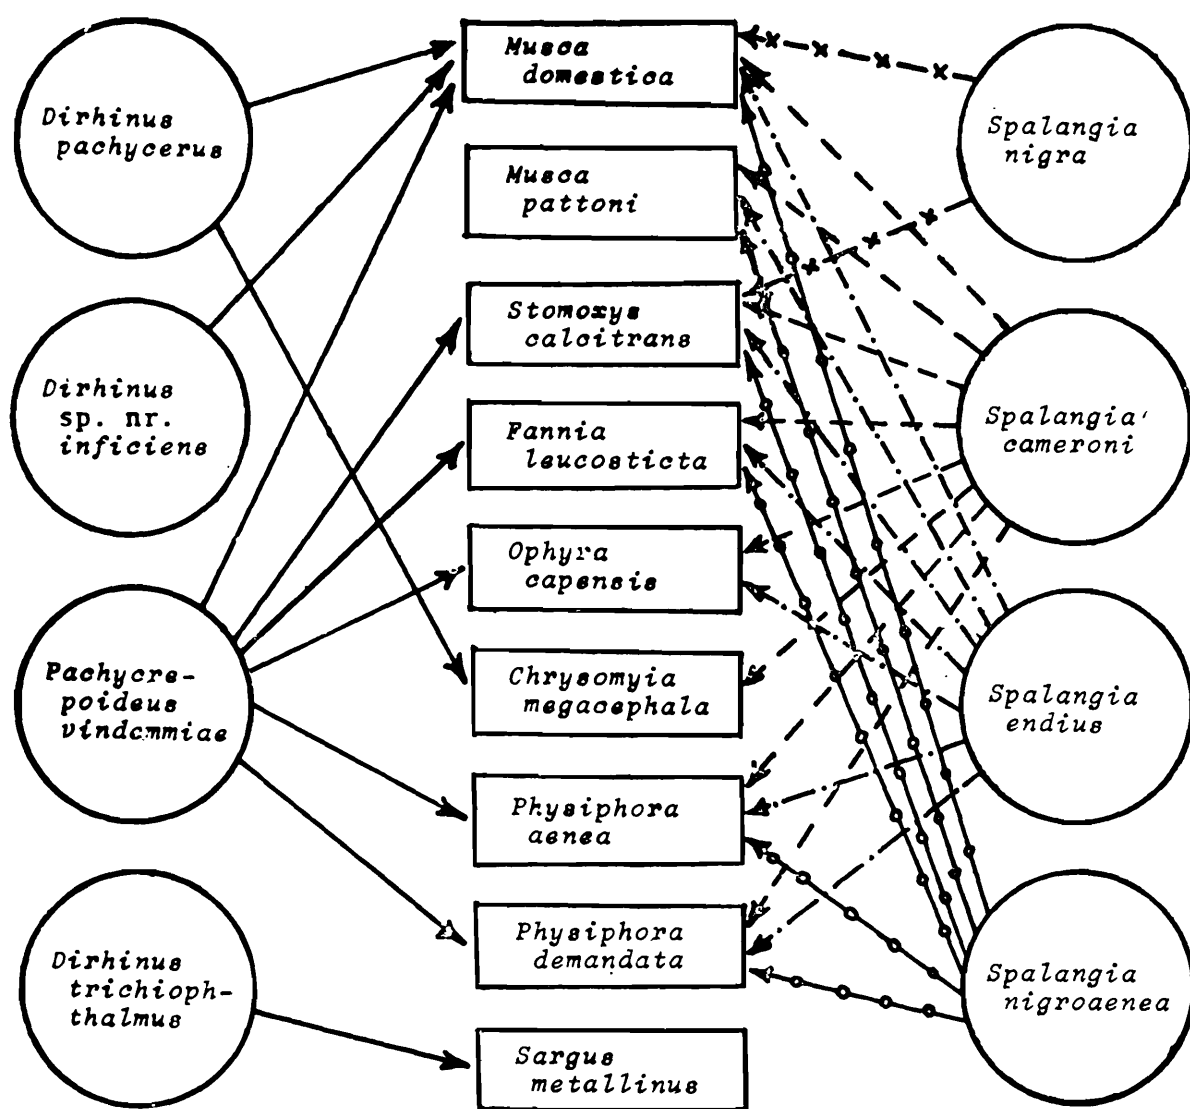 Dirhinus
pachycerus
Dirhinus
sp. nr.
inficiens
Pachycre-
poideus
vindemmiae
Dirhinus
trichioph-
thalmus
Musca
domestica
Musca
pattoni
Stomoxys
calcitrans
Fannia
leucosticta
Ophyra
capensis
Chrysomyia
megacephala
Physiphora
aenea
Physiphora
demandata
Sargus
metallinus
Spalangia
nigra
Spalangia
cameroni
Spalangia
endius
Spalangia
nigroaenea